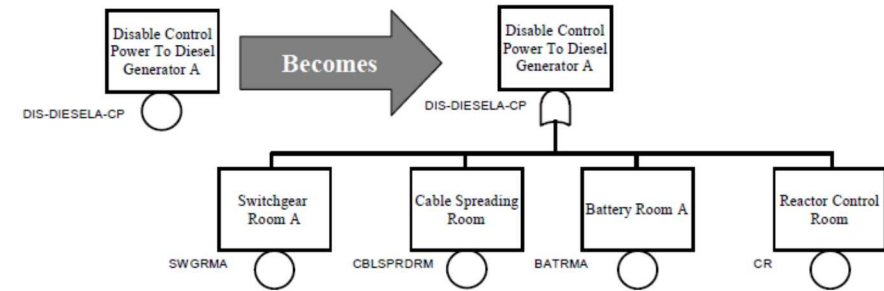 Disable Control
Power To Diesel
Generator A
DIS-DIESELA-CP
Becomes
Disable Control
Power To Diesel
Generator A
DIS-DIESELA-CP
Switchgear
Room A
SWGRMA
Cable Spreading
Room
CBLSPRDRM
Battery Room A
BATRMA
Reactor Control
Room
CR